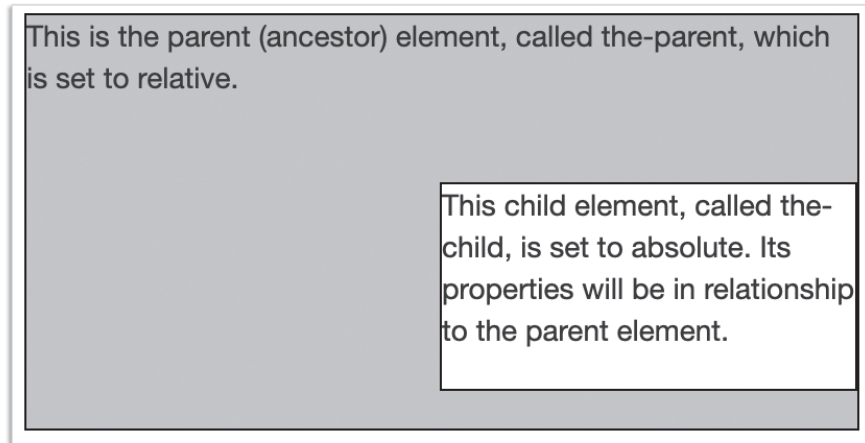 This is the parent (ancestor) element, called the-parent, which
is set to relative.
This child element, called the-
child, is set to absolute. Its
properties will be in relationship
to the parent element.